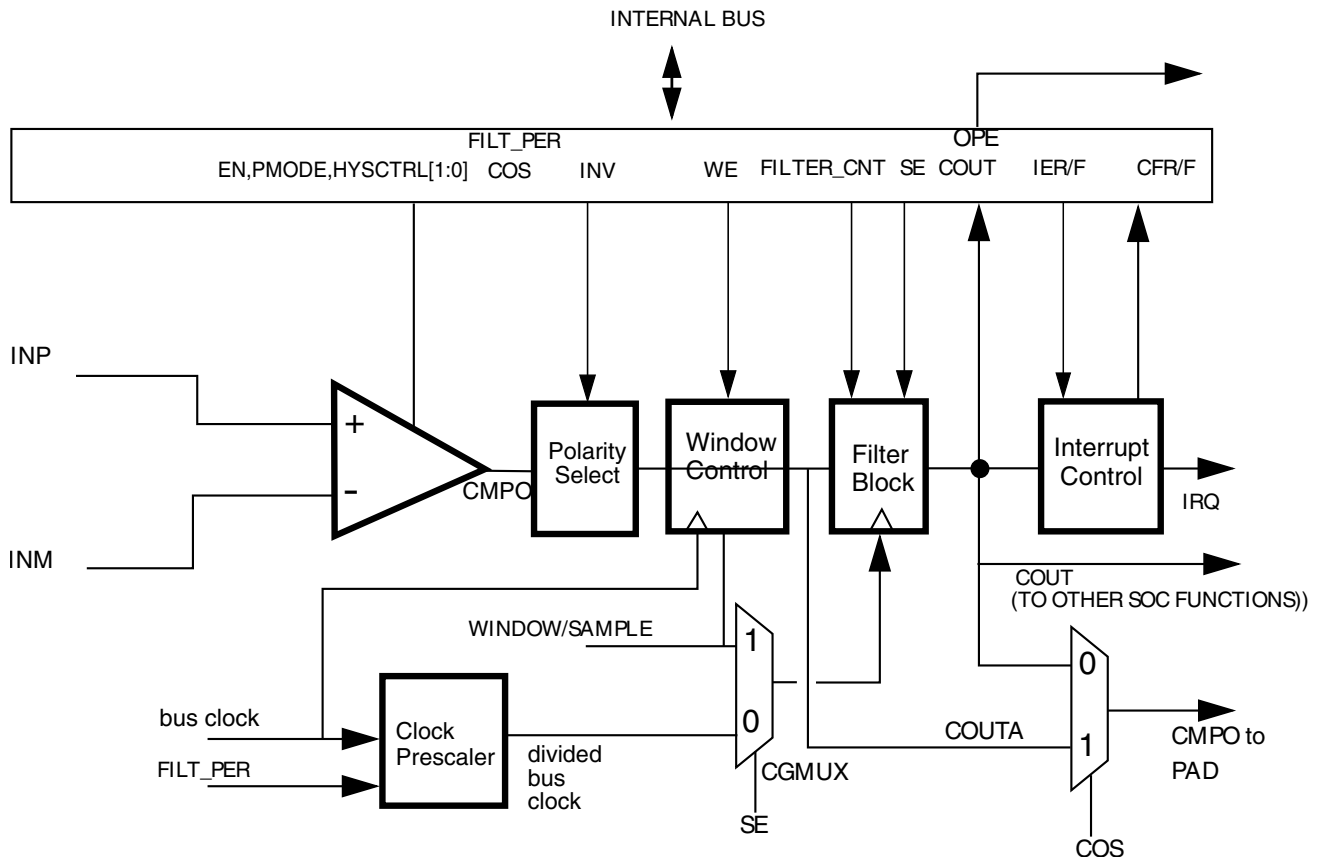 INTERNAL BUS
FILT_PER
OPE
EN,PMODE,HYSCTRL[1:0]
COS
INV
WE
FILTER_CNT
SE
COUT
IER/F
CFR/F
INP
+
-
INM
CMPO
Polarity
Select
Window
Control
Filter
Block
Interrupt
Control
IRQ
COUT
(TO OTHER SOC FUNCTIONS))
WINDOW/SAMPLE
1
0
bus clock
FILT_PER
Clock
Prescaler
divided
bus
clock
CGMUX
SE
0
1
COUTA
CMPO to
PAD
COS